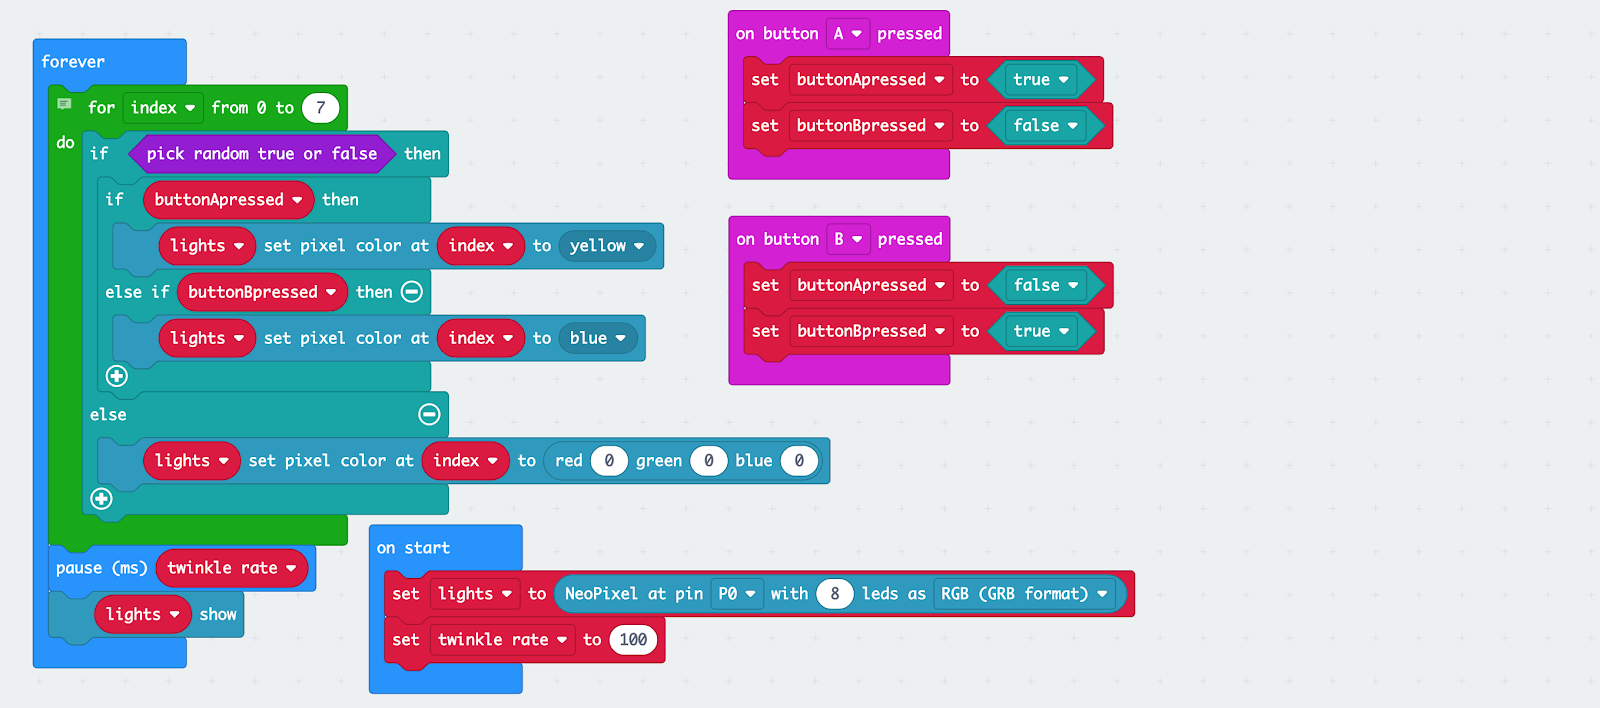 forever
for index from 0 to 7
do
if pick random true or false then
if buttonApressed then
lights set pixel color at index to yellow
else if buttonBpressed then
lights set pixel color at index to blue
else
lights set pixel color at index to red 0 green 0 blue 0
pause (ms) twinkle rate
lights show
on start
set lights to NeoPixel at pin P0 with 8 leds as RGB (GRB format)
set twinkle rate to 100
on button A pressed
set buttonApressed to true
set buttonBpressed to false
on button B pressed
set buttonApressed to false
set buttonBpressed to true